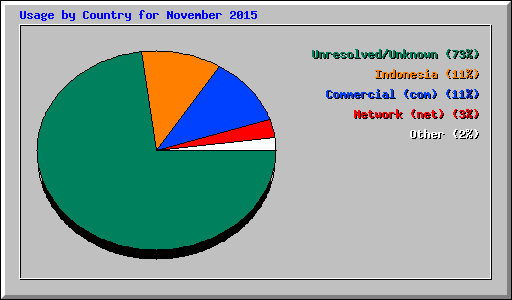 Usage by Country for November 2015
Unresolved/Unknown (73%)
Indonesia (11%)
Commercial (com) (11%)
Network (net) (3%)
Other (2%)